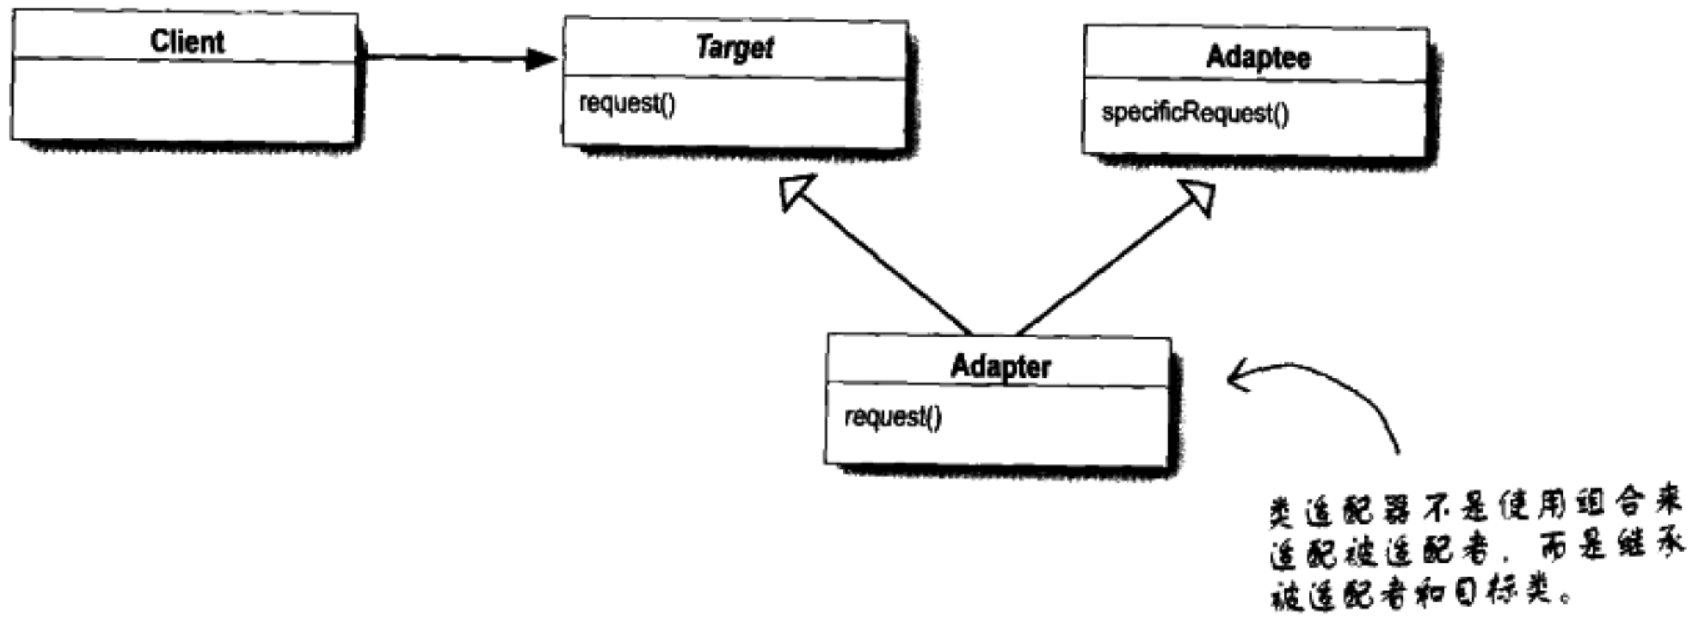 Client
Target
request()
Adaptee
specificRequest()
Adapter
request()
类适配器不是使用组合来
适配被适配者，而是继承
被适配者和目标类。